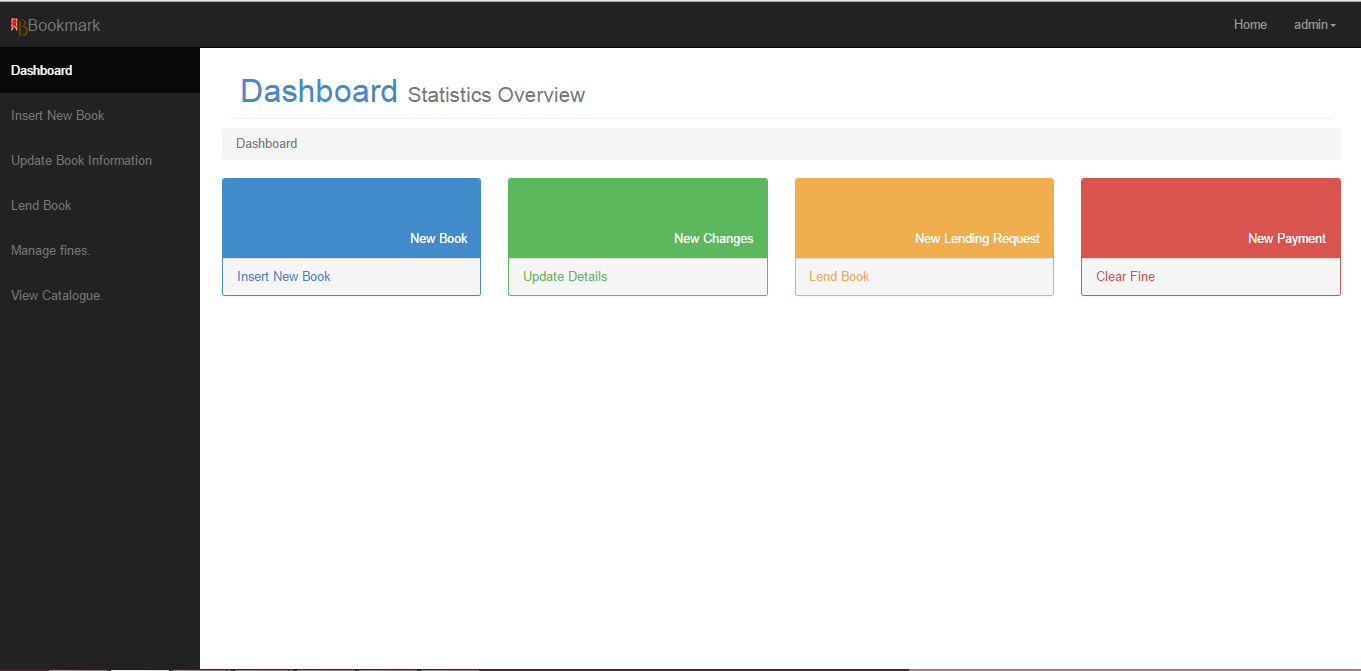 Bookmark
Home
admin
Dashboard
Insert New Book
Update Book Information
Lend Book
Manage fines.
View Catalogue.
Dashboard Statistics Overview
Dashboard
New Book
Insert New Book
New Changes
Update Details
New Lending Request
Lend Book
New Payment
Clear Fine